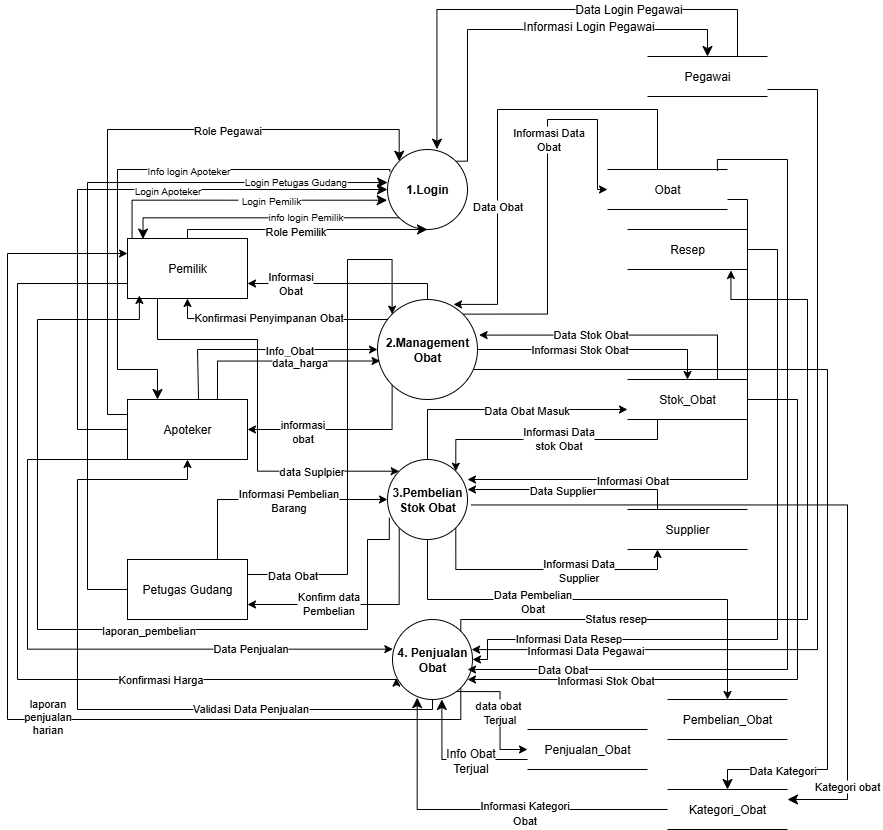 Data Login Pegawai
Informasi Login Pegawai
Pegawai
Role Pegawai
Informasi Data
Obat
Info login Apoteker
Login Petugas Gudang
Login Apoteker
1.Login
Obat
Login Pemilik
Data Obat
info login Pemilik
Role Pemilik
Resep
Pemilik
Informasi
Obat
Konfirmasi Penyimpanan Obat
Data Stok Obat
2.Management
Obat
Info_Obat
Informasi Stok Obat
data_harga
Stok_Obat
Data Obat Masuk
Apoteker
informasi
obat
Informasi Data
stok Obat
data Suplpier
Informasi Obat
Data Supplier
3.Pembelian
Stok Obat
Informasi Pembelian
Barang
Supplier
Informasi Data
Supplier
Data Obat
Petugas Gudang
Konfirm data
Pembelian
Data Pembelian
Obat
Status resep
laporan_pembelian
Informasi Data Resep
Data Penjualan
Informasi Data Pegawai
4. Penjualan
Obat
Data Obat
Konfirmasi Harga
Informasi Stok Obat
laporan
penjualan
harian
Validasi Data Penjualan
data obat
Terjual
Pembelian_Obat
Info Obat
Terjual
Penjualan_Obat
Data Kategori
Kategori obat
Informasi Kategori
Obat
Kategori_Obat